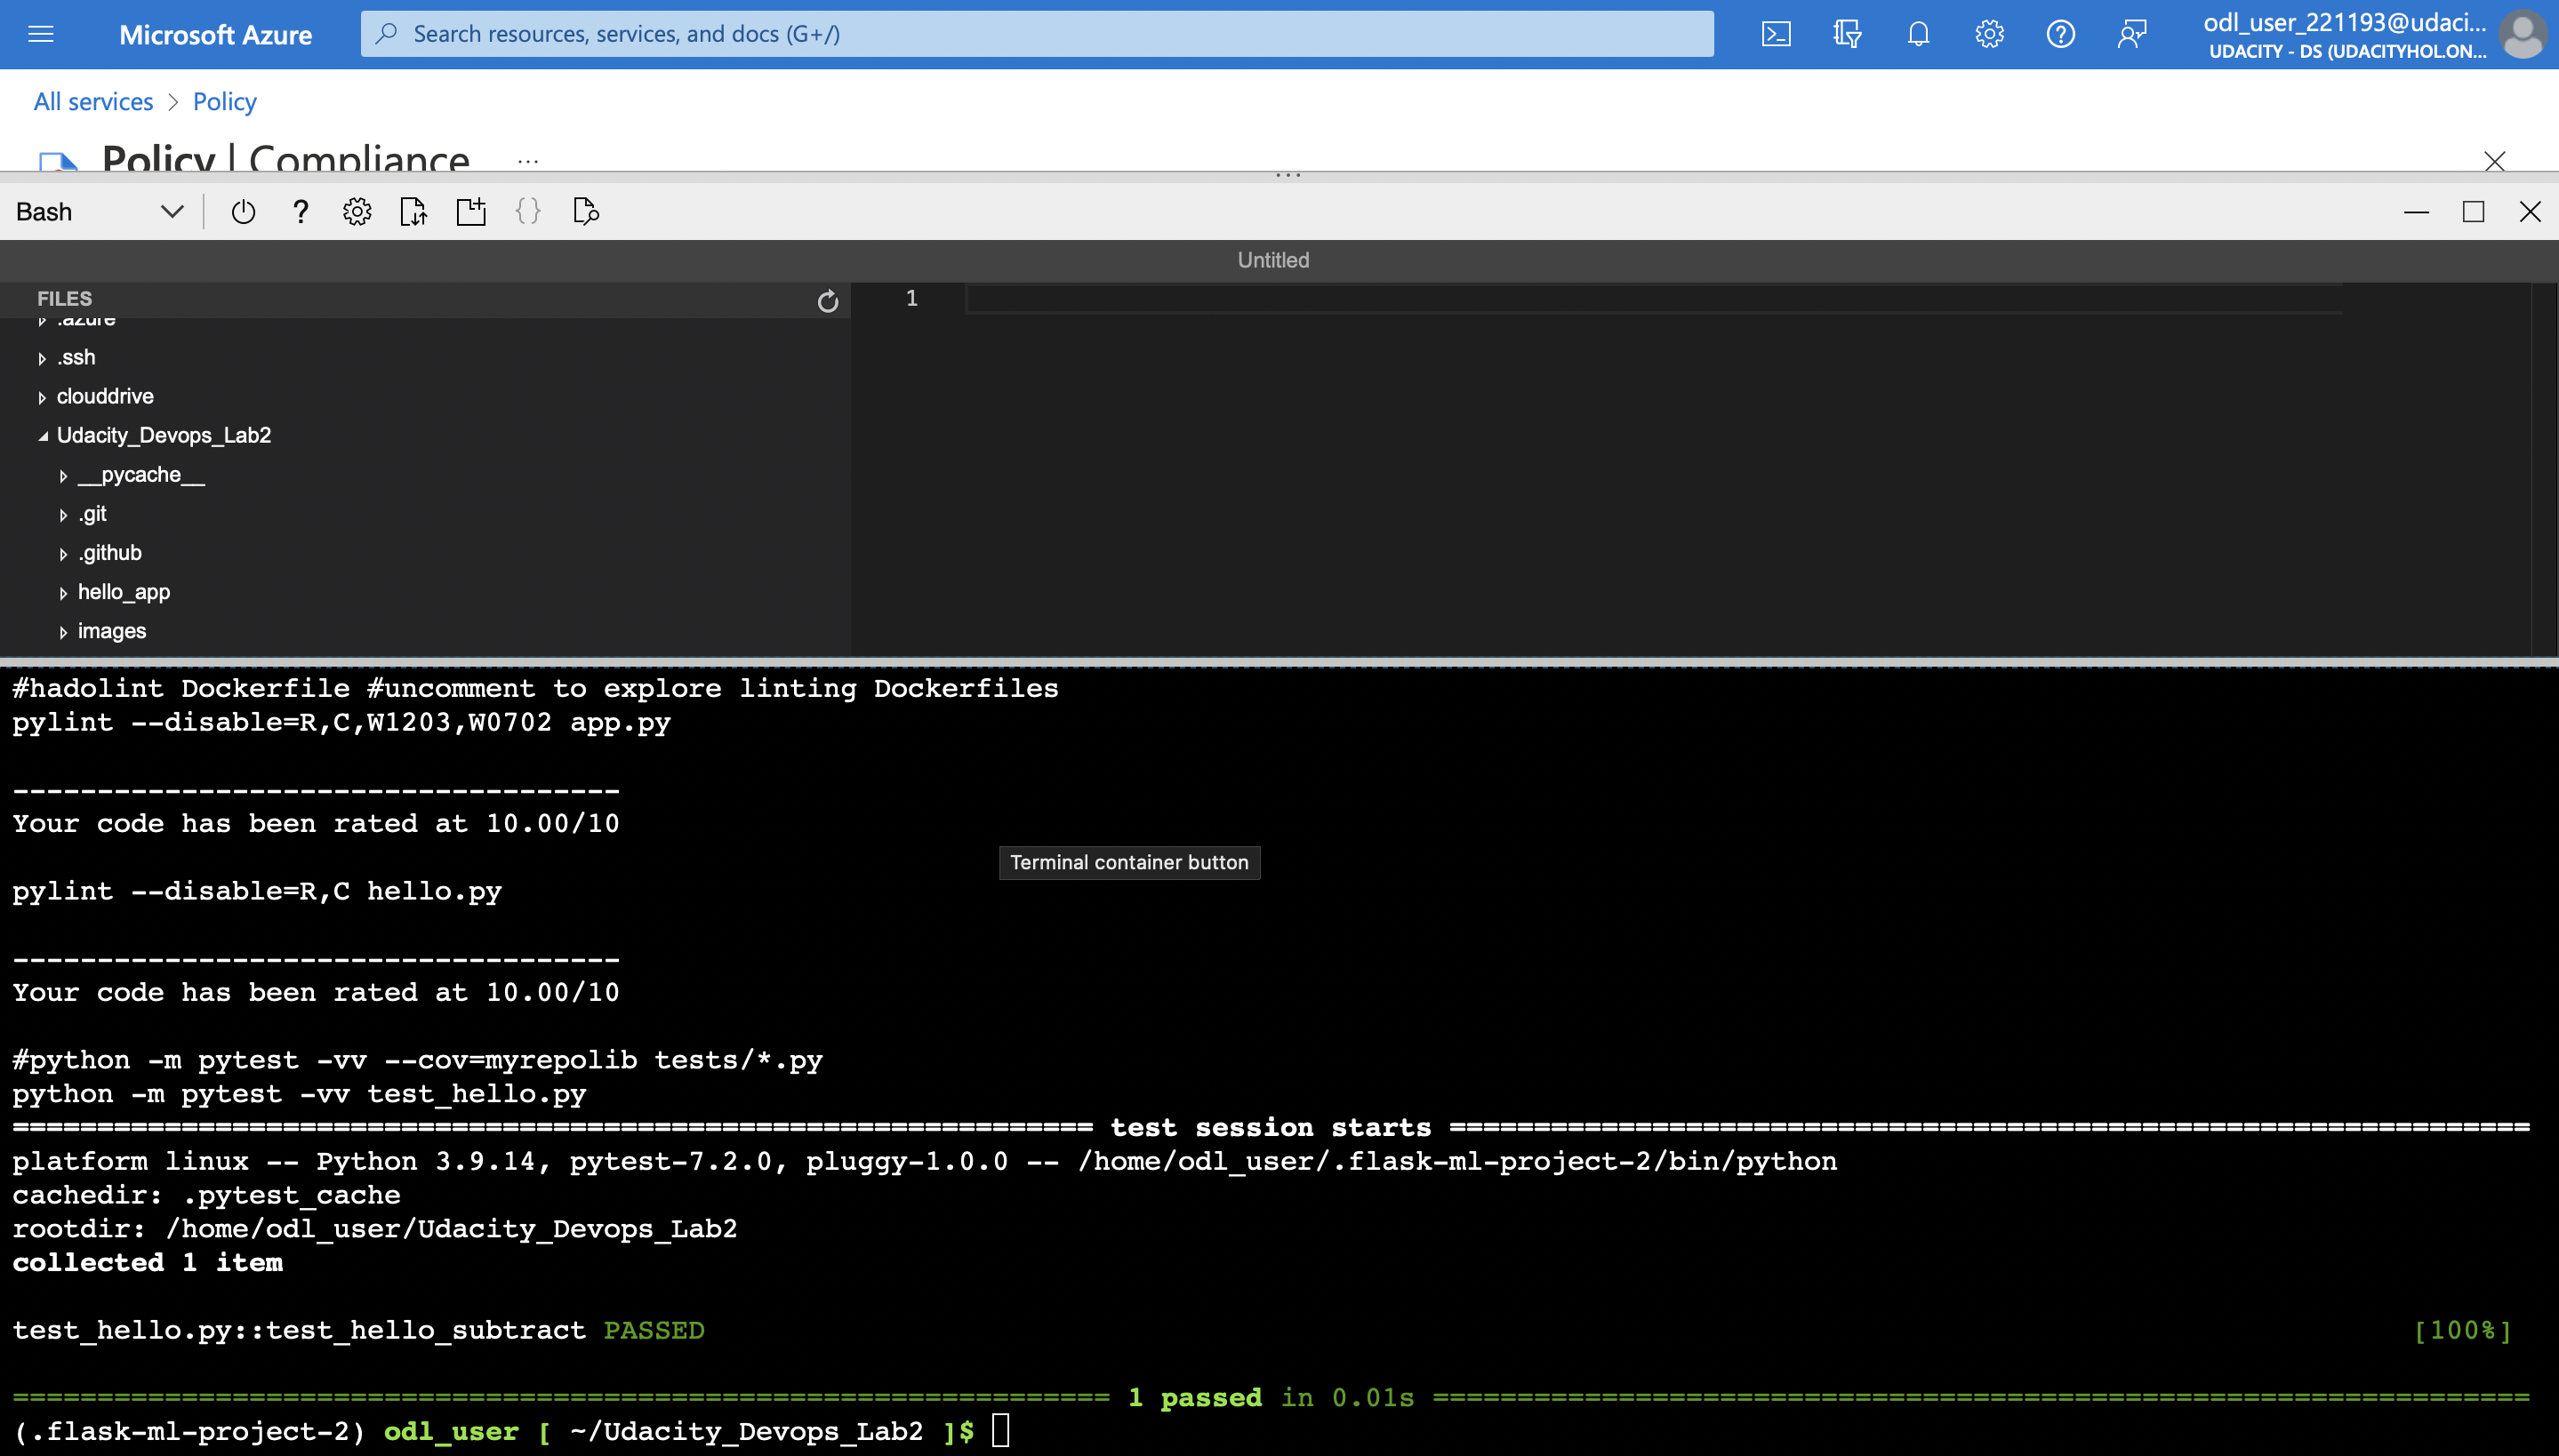 Microsoft Azure
Search resources, services, and docs (G+/)
odl_user_221193@udaci...
UDACITY - DS (UDACITYHOL.ON...
All services > Policy
Policy | Compliance ...
Bash
Untitled
FILES
1
.azure
.ssh
clouddrive
Udacity_Devops_Lab2
__pycache__
.git
.github
hello_app
images
#hadolint Dockerfile #uncomment to explore linting Dockerfiles
pylint --disable=R,C,W1203,W0702 app.py
------------------------------------
Your code has been rated at 10.00/10
Terminal container button
pylint --disable=R,C hello.py
------------------------------------
Your code has been rated at 10.00/10
#python -m pytest -vv --cov=myrepolib tests/*.py
python -m pytest -vv test_hello.py
================================================================ test session starts ================================================================
platform linux -- Python 3.9.14, pytest-7.2.0, pluggy-1.0.0 -- /home/odl_user/.flask-ml-project-2/bin/python
cachedir: .pytest_cache
rootdir: /home/odl_user/Udacity_Devops_Lab2
collected 1 item
test_hello.py::test_hello_subtract PASSED [100%]
================================================================= 1 passed in 0.01s =================================================================
(.flask-ml-project-2) odl_user [ ~/Udacity_Devops_Lab2 ]$